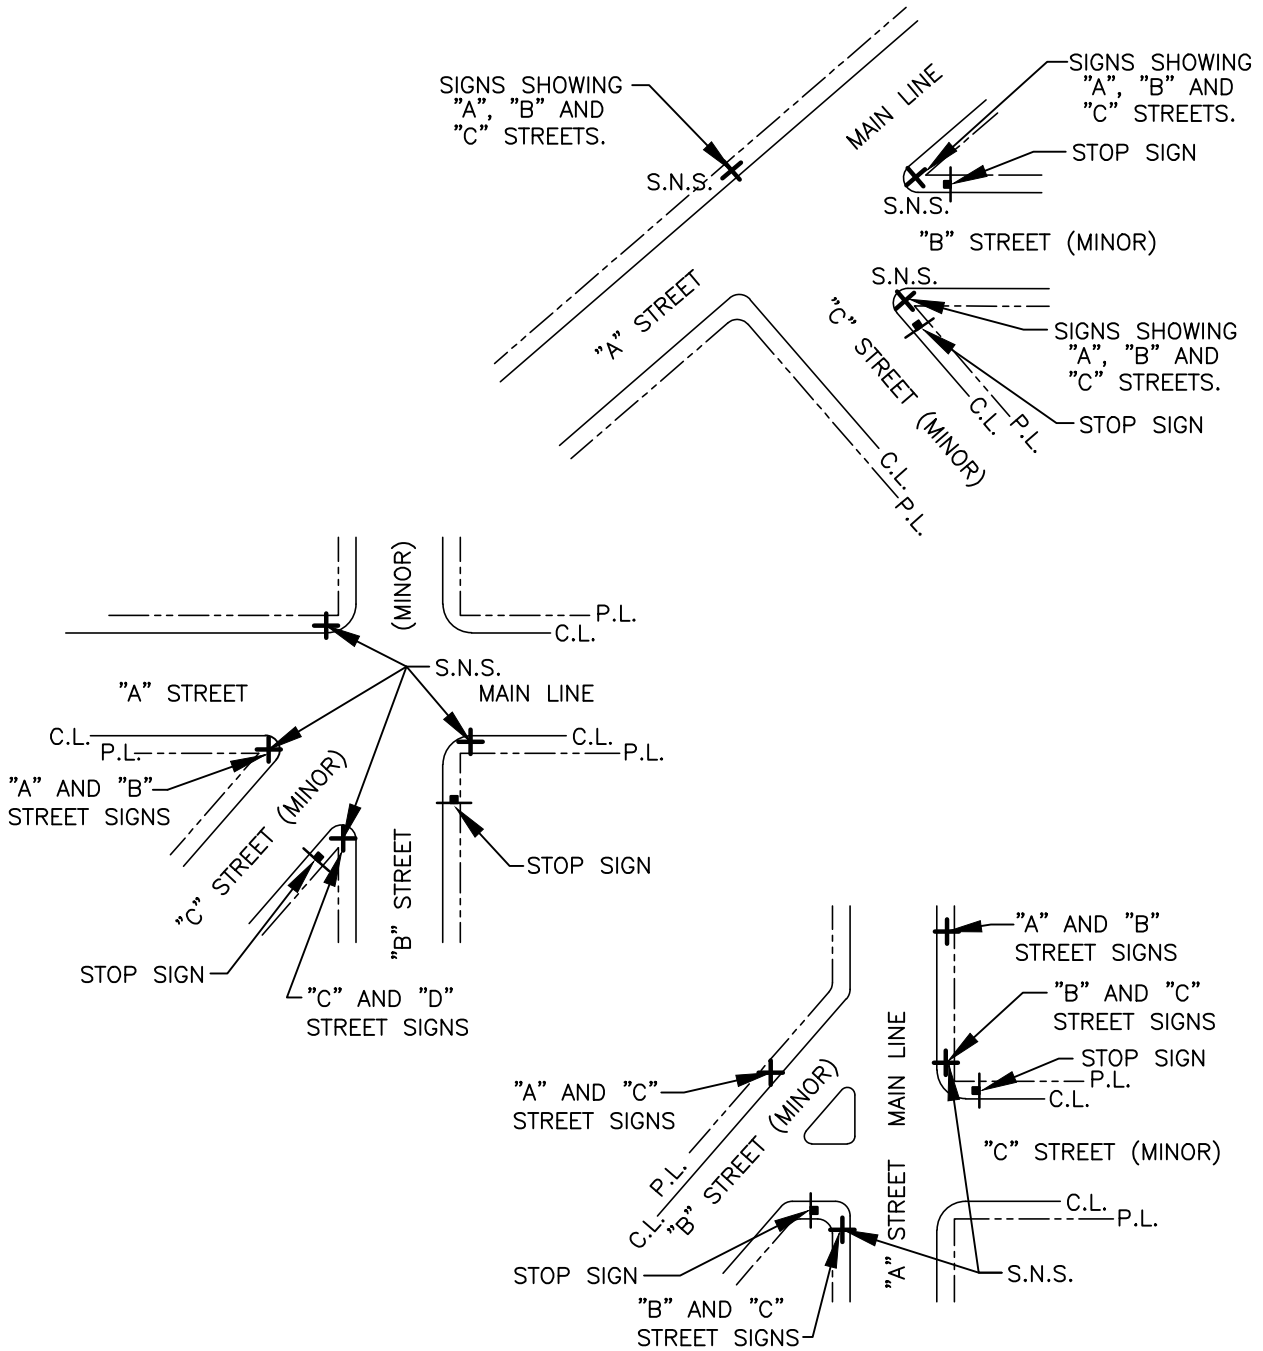 SIGNS SHOWING
"A", "B" AND
"C" STREETS.
MAIN LINE
SIGNS SHOWING
"A", "B" AND
"C" STREETS.
STOP SIGN
S.N.S.
S.N.S.
"B" STREET (MINOR)
S.N.S.
"A" STREET
"C" STREET (MINOR)
SIGNS SHOWING
"A", "B" AND
"C" STREETS.
STOP SIGN
C.L.
P.L.
C.L.
P.L.
(MINOR)
P.L.
C.L.
S.N.S.
"A" STREET
MAIN LINE
C.L.
P.L.
C.L.
P.L.
"A" AND "B"
STREET SIGNS
"C" STREET (MINOR)
"B" STREET
STOP SIGN
STOP SIGN
"C" AND "D"
STREET SIGNS
"A" AND "B"
STREET SIGNS
"B" AND "C"
STREET SIGNS
STOP SIGN
P.L.
C.L.
MAIN LINE
"A" AND "C"
STREET SIGNS
"B" STREET (MINOR)
"C" STREET (MINOR)
P.L.
C.L.
"A" STREET
C.L.
P.L.
STOP SIGN
S.N.S.
"B" AND "C"
STREET SIGNS